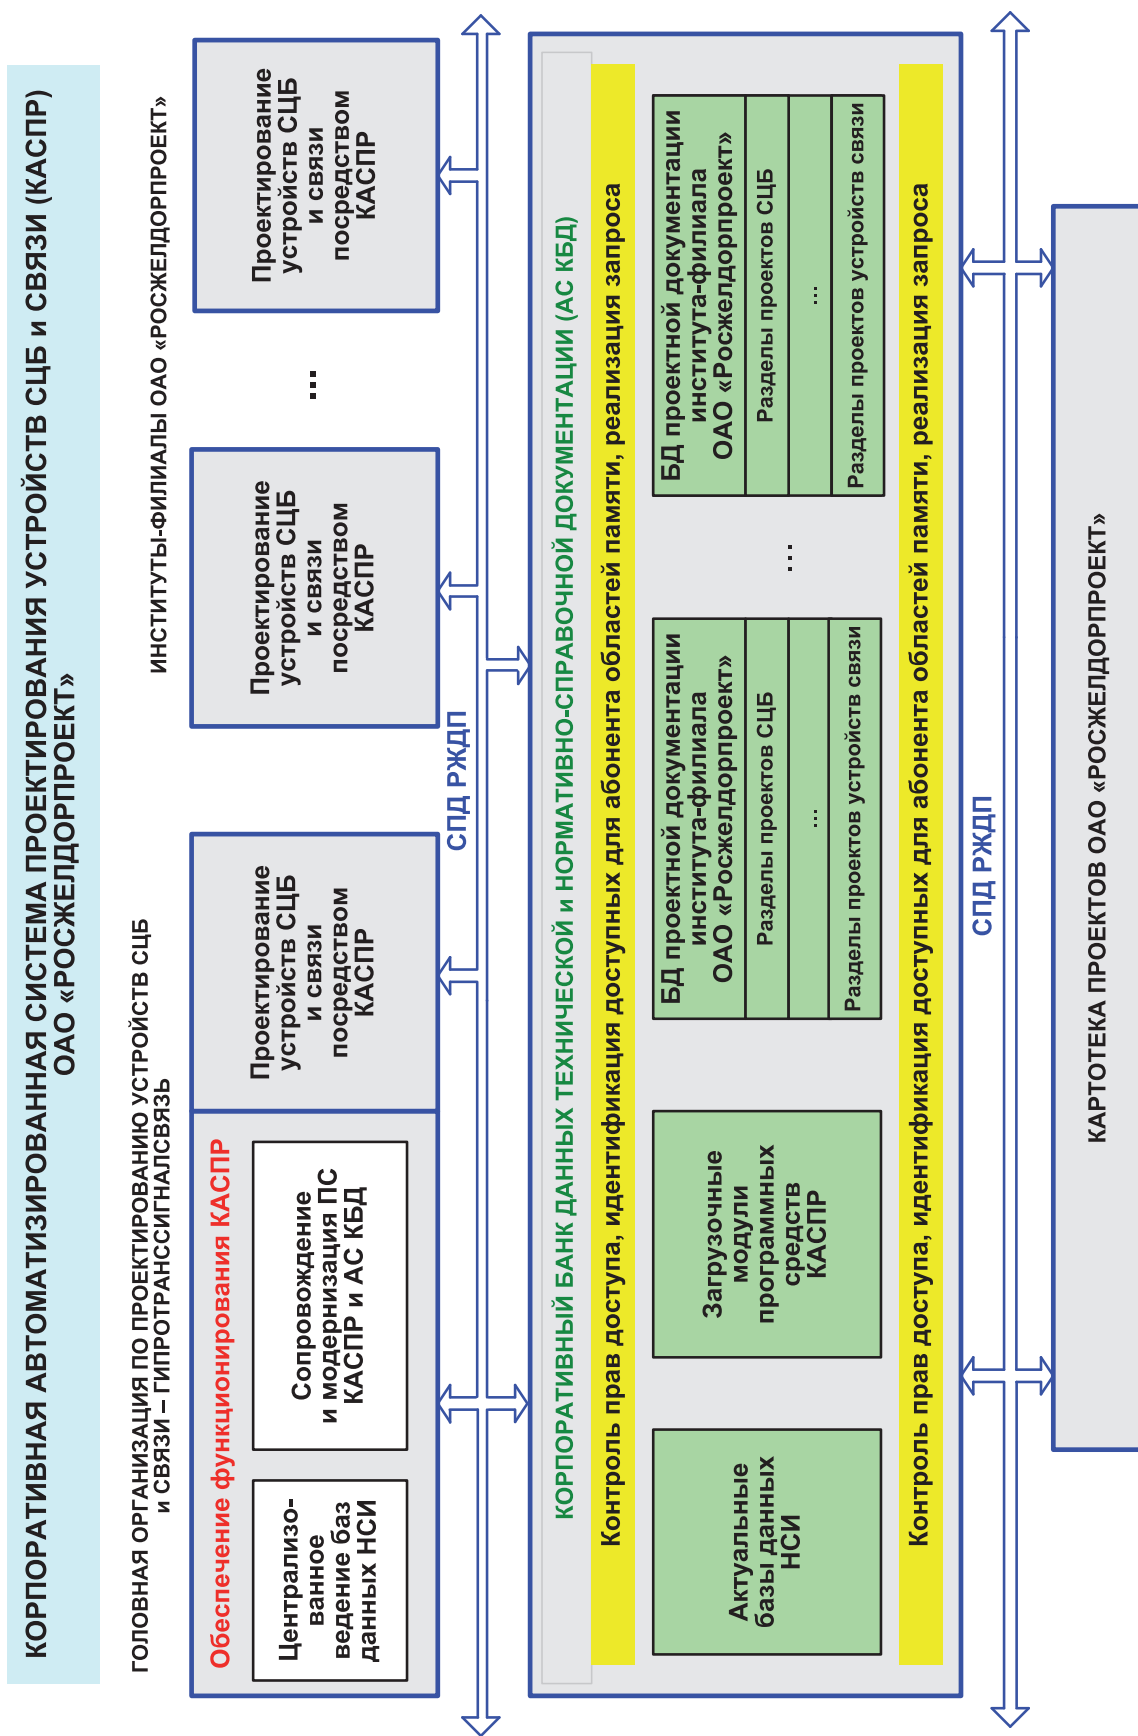 КОРПОРАТИВНАЯ АВТОМАТИЗИРОВАННАЯ СИСТЕМА ПРОЕКТИРОВАНИЯ УСТРОЙСТВ СЦБ и СВЯЗИ (КАСПР)
ОАО «РОСЖЕЛДОРПРОЕКТ»
ГОЛОВНАЯ ОРГАНИЗАЦИЯ ПО ПРОЕКТИРОВАНИЮ УСТРОЙСТВ СЦБ
и СВЯЗИ – ГИПРОТРАНССИГНАЛСВЯЗЬ
ИНСТИТУТЫ-ФИЛИАЛЫ ОАО «РОСЖЕЛДОРПРОЕКТ»
Обеспечение функционирования КАСПР
Централизо-
ванное
ведение баз
данных НСИ
Сопровождение
и модернизация ПС
КАСПР и АС КБД
Проектирование
устройств СЦБ
и связи
посредством
КАСПР
Проектирование
устройств СЦБ
и связи
посредством
КАСПР
...
Проектирование
устройств СЦБ
и связи
посредством
КАСПР
СПД РЖДП
КОРПОРАТИВНЫЙ БАНК ДАННЫХ ТЕХНИЧЕСКОЙ и НОРМАТИВНО-СПРАВОЧНОЙ ДОКУМЕНТАЦИИ (АС КБД)
Контроль прав доступа, идентификация доступных для абонента областей памяти, реализация запроса
Актуальные
базы данных
НСИ
Загрузочные
модули
программных
средств
КАСПР
БД проектной документации
института-филиала
ОАО «Росжелдорпроект»
Разделы проектов СЦБ
...
Разделы проектов устройств связи
...
БД проектной документации
института-филиала
ОАО «Росжелдорпроект»
Разделы проектов СЦБ
...
Разделы проектов устройств связи
Контроль прав доступа, идентификация доступных для абонента областей памяти, реализация запроса
СПД РЖДП
КАРТОТЕКА ПРОЕКТОВ ОАО «РОСЖЕЛДОРПРОЕКТ»